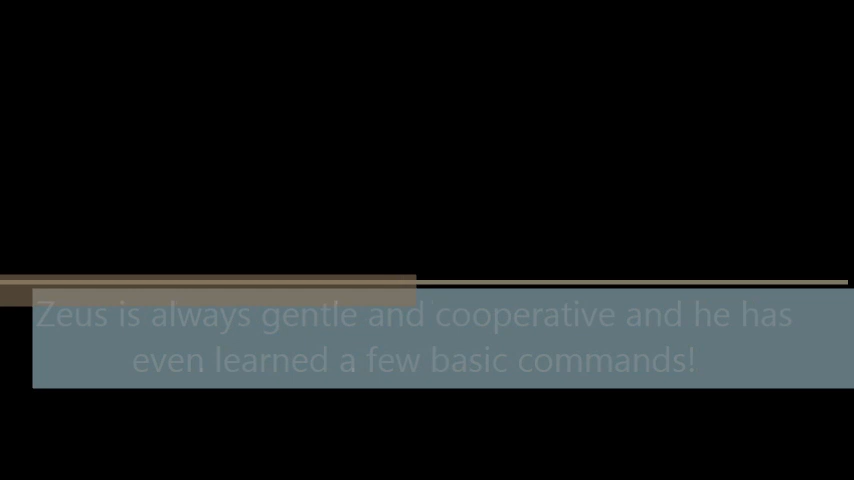 Zeus is always gentle and cooperative and he has
even learned a few basic commands!